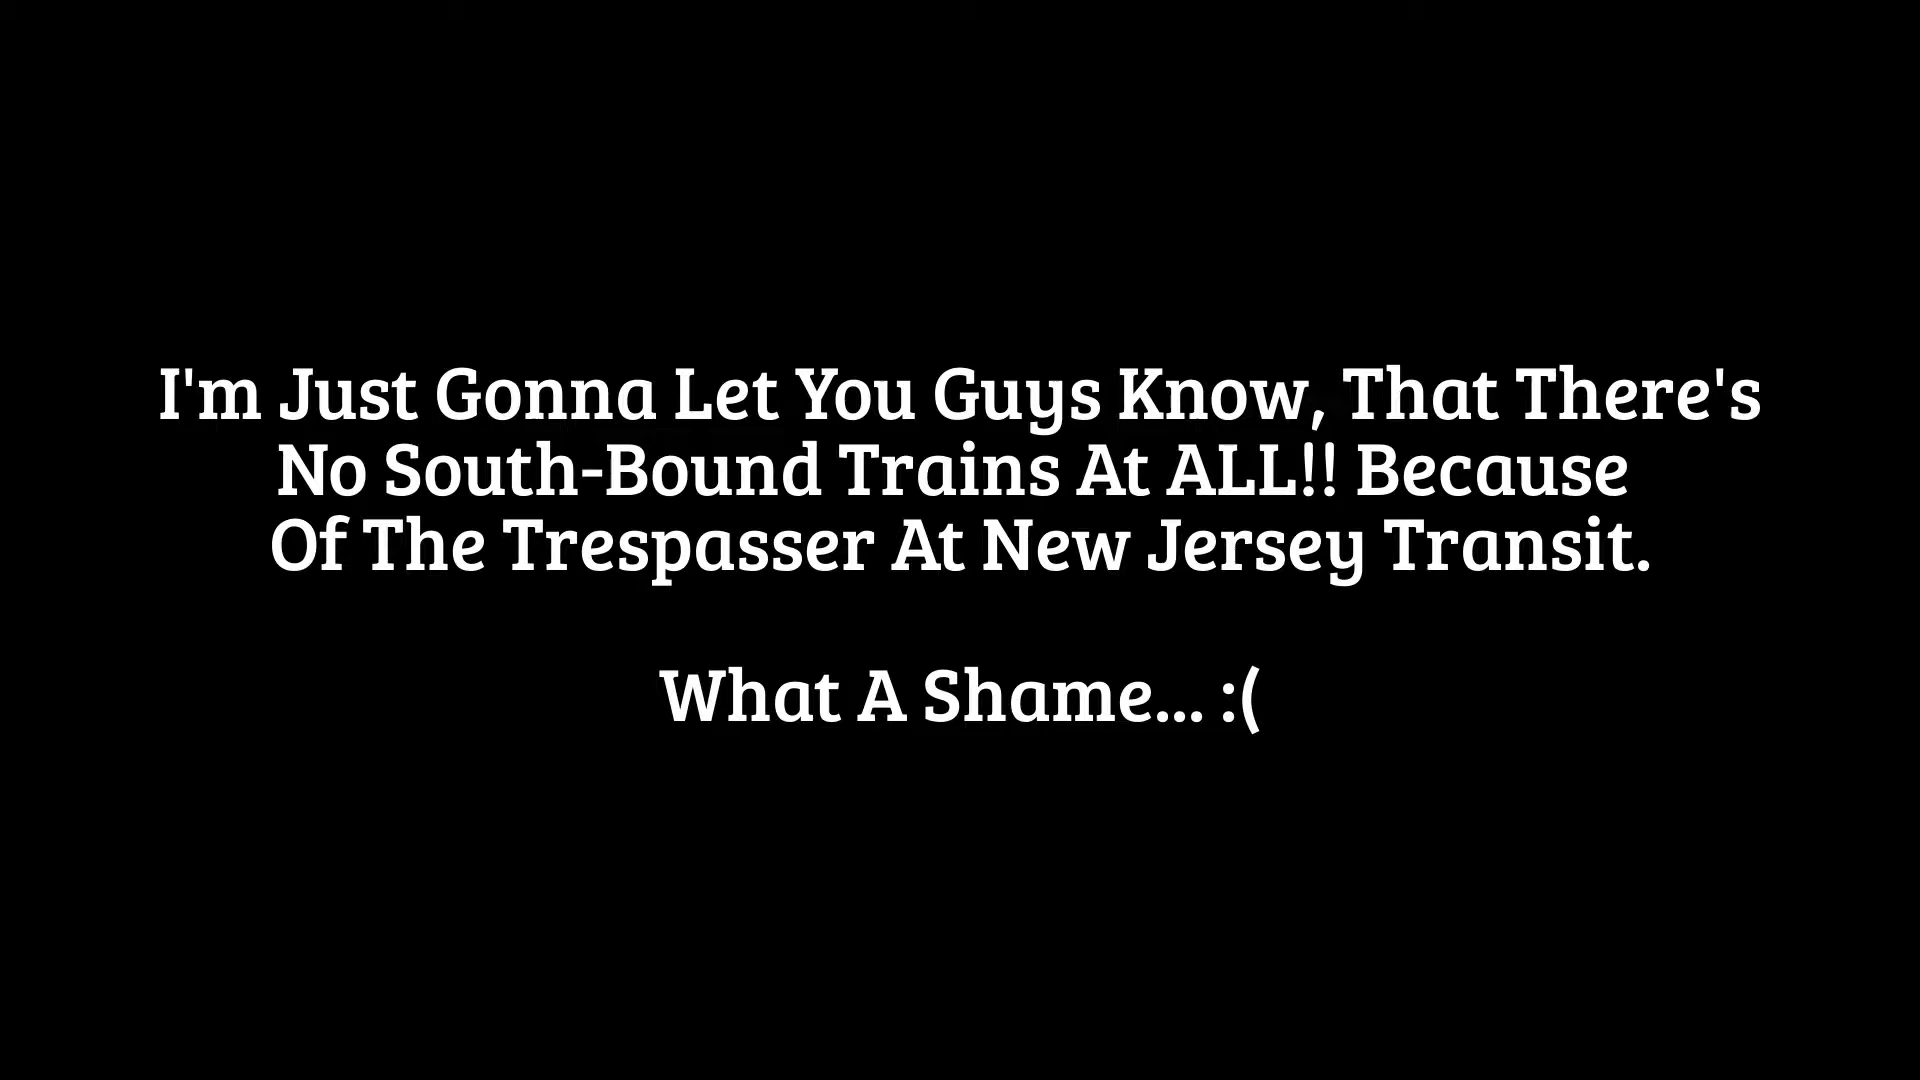 I'm Just Gonna Let You Guys Know, That There's
No South-Bound Trains At ALL!! Because
Of The Trespasser At New Jersey Transit.
What A Shame... :(